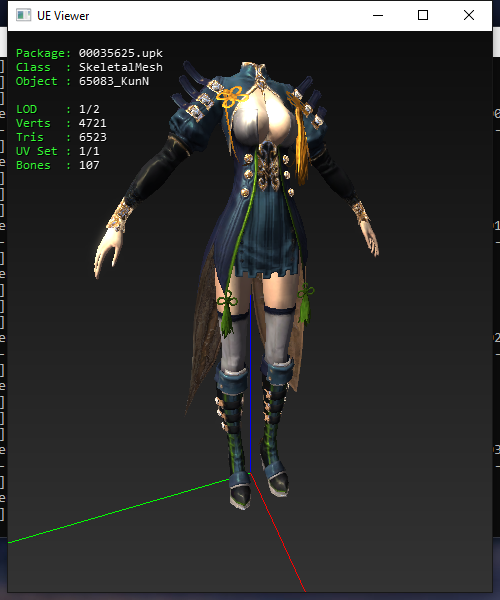 UE Viewer
Package: 00035625.upk
Class : SkeletalMesh
Object : 65083_KunN
LOD : 1/2
Verts : 4721
Tris : 6523
UV Set : 1/1
Bones : 107